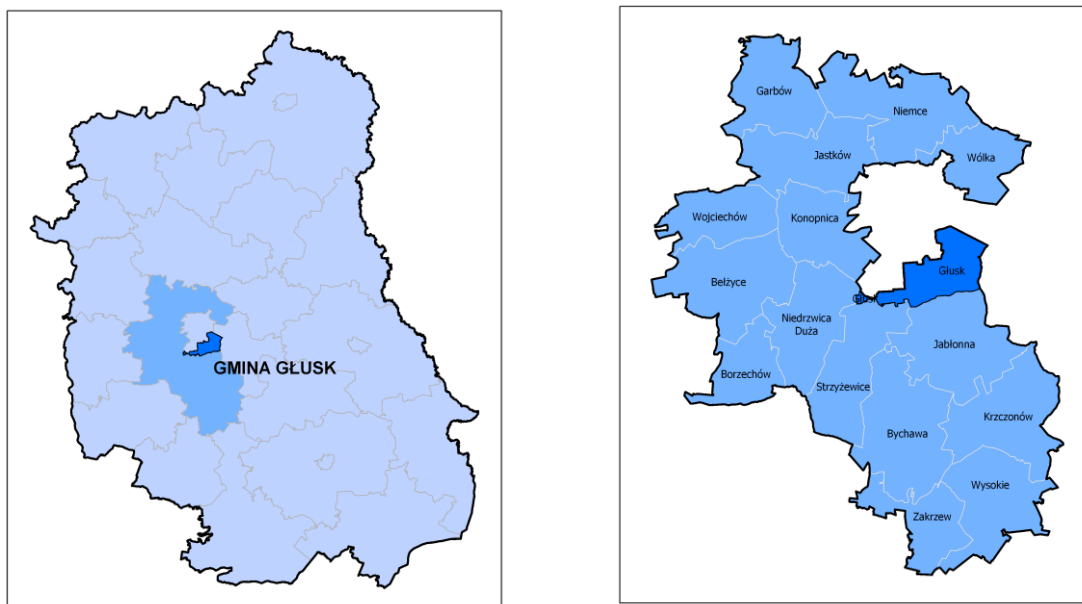 GMINA GŁUSK
Garbów
Niemce
Jastków
Wólka
Wojciechów
Konopnica
Głusk
Bełżyce
Głusk
Niedrzwica
Duża
Jabłonna
Borzechów
Strzyżewice
Krzczonów
Bychawa
Wysokie
Zakrzew